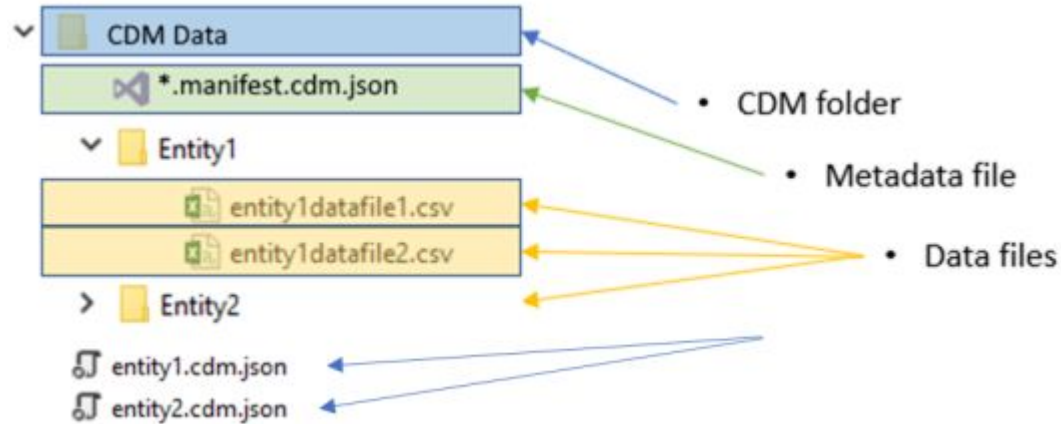 CDM Data
*.manifest.cdm.json
Entity1
entity1datafile1.csv
entity1datafile2.csv
Entity2
entity1.cdm.json
entity2.cdm.json
• CDM folder
• Metadata file
• Data files